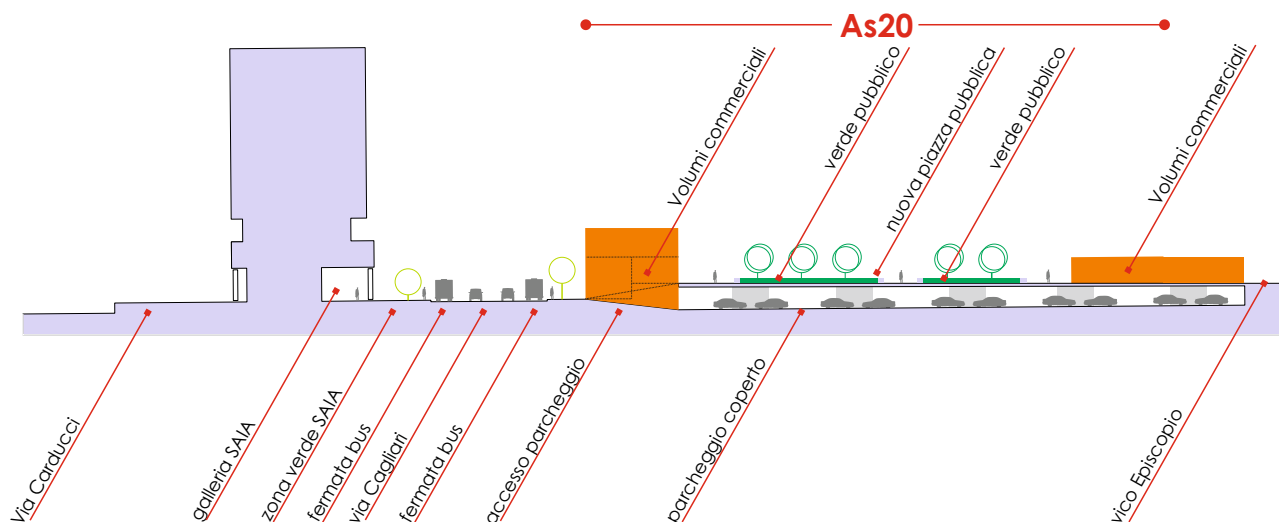 As20
Volumi commerciali
verde pubblico
nuova piazza pubblica
verde pubblico
Volumi commerciali
Via Carducci
galleria SAIA
zona verde SAIA
fermata bus
via Cagliari
fermata bus
accesso parcheggio
parcheggio coperto
vico Episcopio